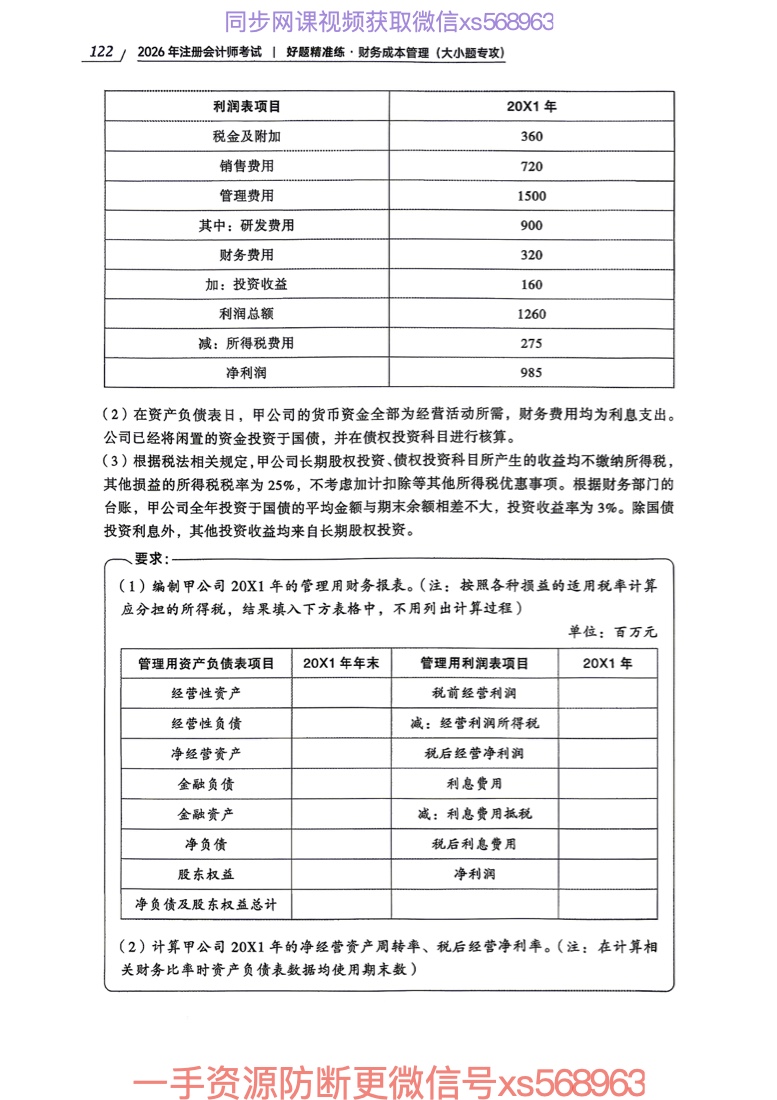 同步网课视频获取微信xs568963
122 / 2026年注册会计师考试 | 好题精准练·财务成本管理（大小题专攻）
利润表项目 20X1年
税金及附加 360
销售费用 720
管理费用 1500
其中：研发费用 900
财务费用 320
加：投资收益 160
利润总额 1260
减：所得税费用 275
净利润 985
（2）在资产负债表日，甲公司的货币资金全部为经营活动所需，财务费用均为利息支出。
公司已经将闲置的资金投资于国债，并在债权投资科目进行核算。
（3）根据税法相关规定，甲公司长期股权投资、债权投资科目所产生的收益均不缴纳所得税，
其他损益的所得税税率为25%，不考虑加计扣除等其他所得税优惠事项。根据财务部门的
台账，甲公司全年投资于国债的平均金额与期末余额相差不大，投资收益率为3%。除国债
投资利息外，其他投资收益均来自长期股权投资。
要求：
（1）编制甲公司20X1年的管理用财务报表。（注：按照各种损益的适用税率计算
应分担的所得税，结果填入下方表格中，不用列出计算过程）
单位：百万元
管理用资产负债表项目 20X1年年末 管理用利润表项目 20X1年
经营性资产 税前经营利润
经营性负债 减：经营利润所得税
净经营资产 税后经营净利润
金融负债 利息费用
金融资产 减：利息费用抵税
净负债 税后利息费用
股东权益 净利润
净负债及股东权益总计
（2）计算甲公司20X1年的净经营资产周转率、税后经营净利率。（注：在计算相
关财务比率时资产负债表数据均使用期末数）
一手资源防断更微信号xs568963